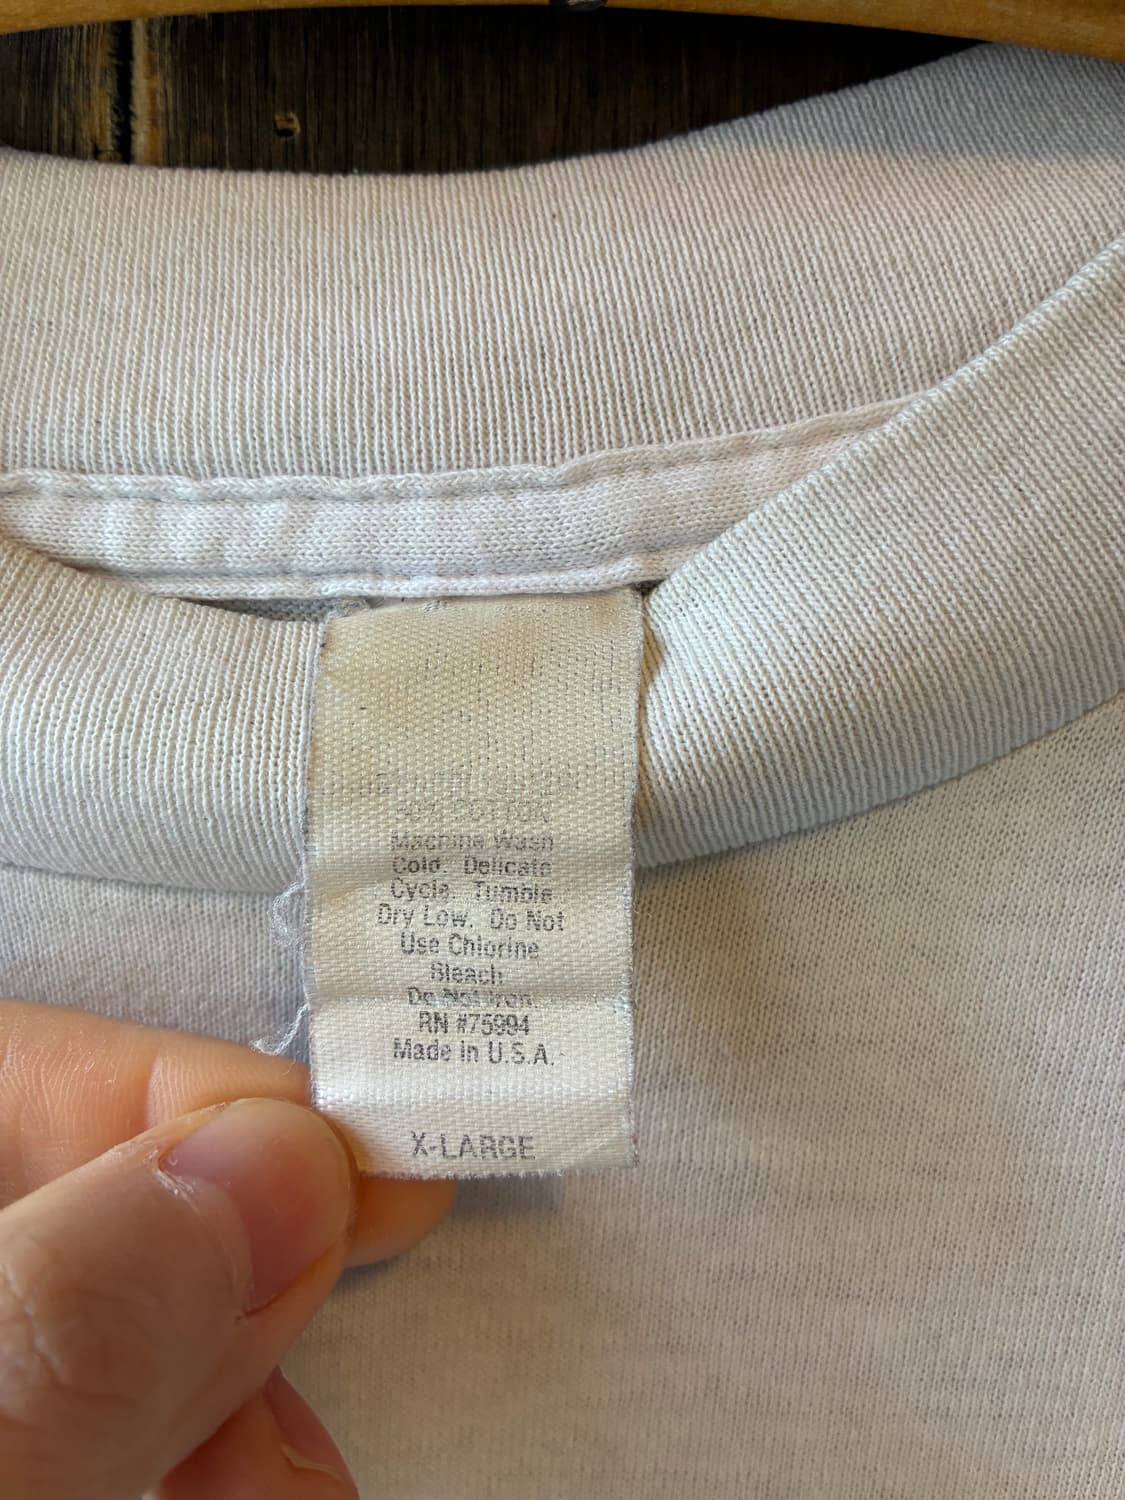 COTTON
Machine Wash
Cold. Delicate
Cycle. Tumble
Dry Low. Do Not
Use Chlorine
Bleach
Do Not Iron.
RN #75994
Made in U.S.A.
X-LARGE